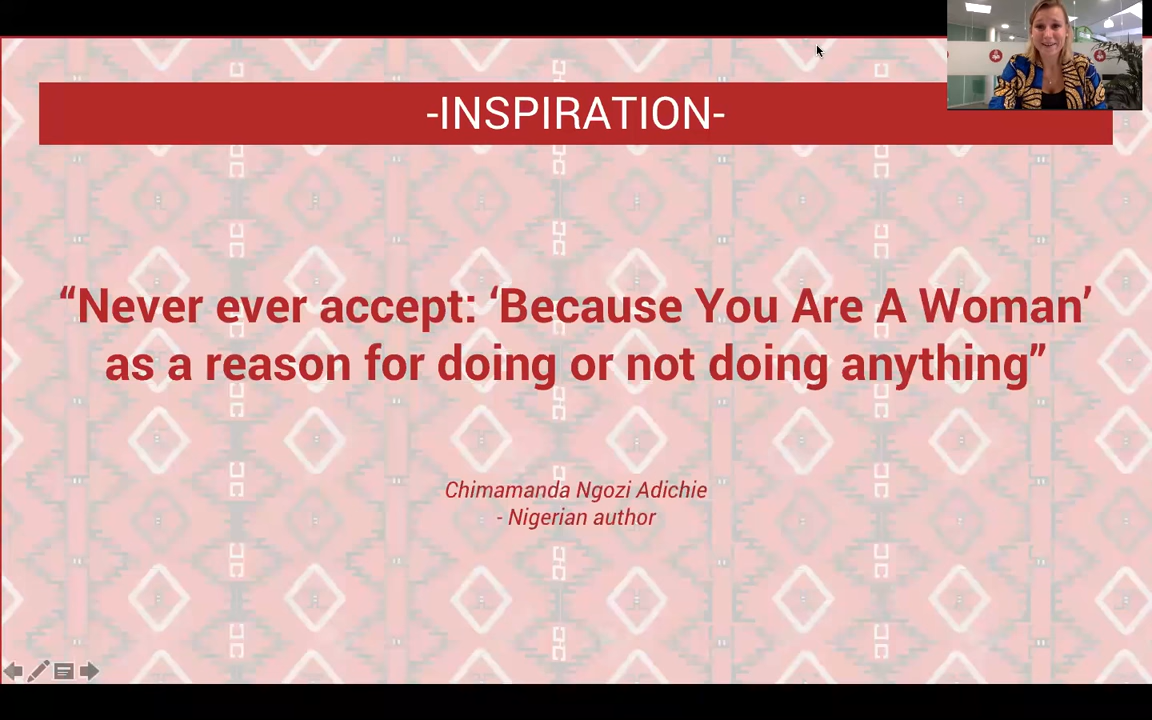 -INSPIRATION-
“Never ever accept: ‘Because You Are A Woman’
as a reason for doing or not doing anything”
Chimamanda Ngozi Adichie
- Nigerian author